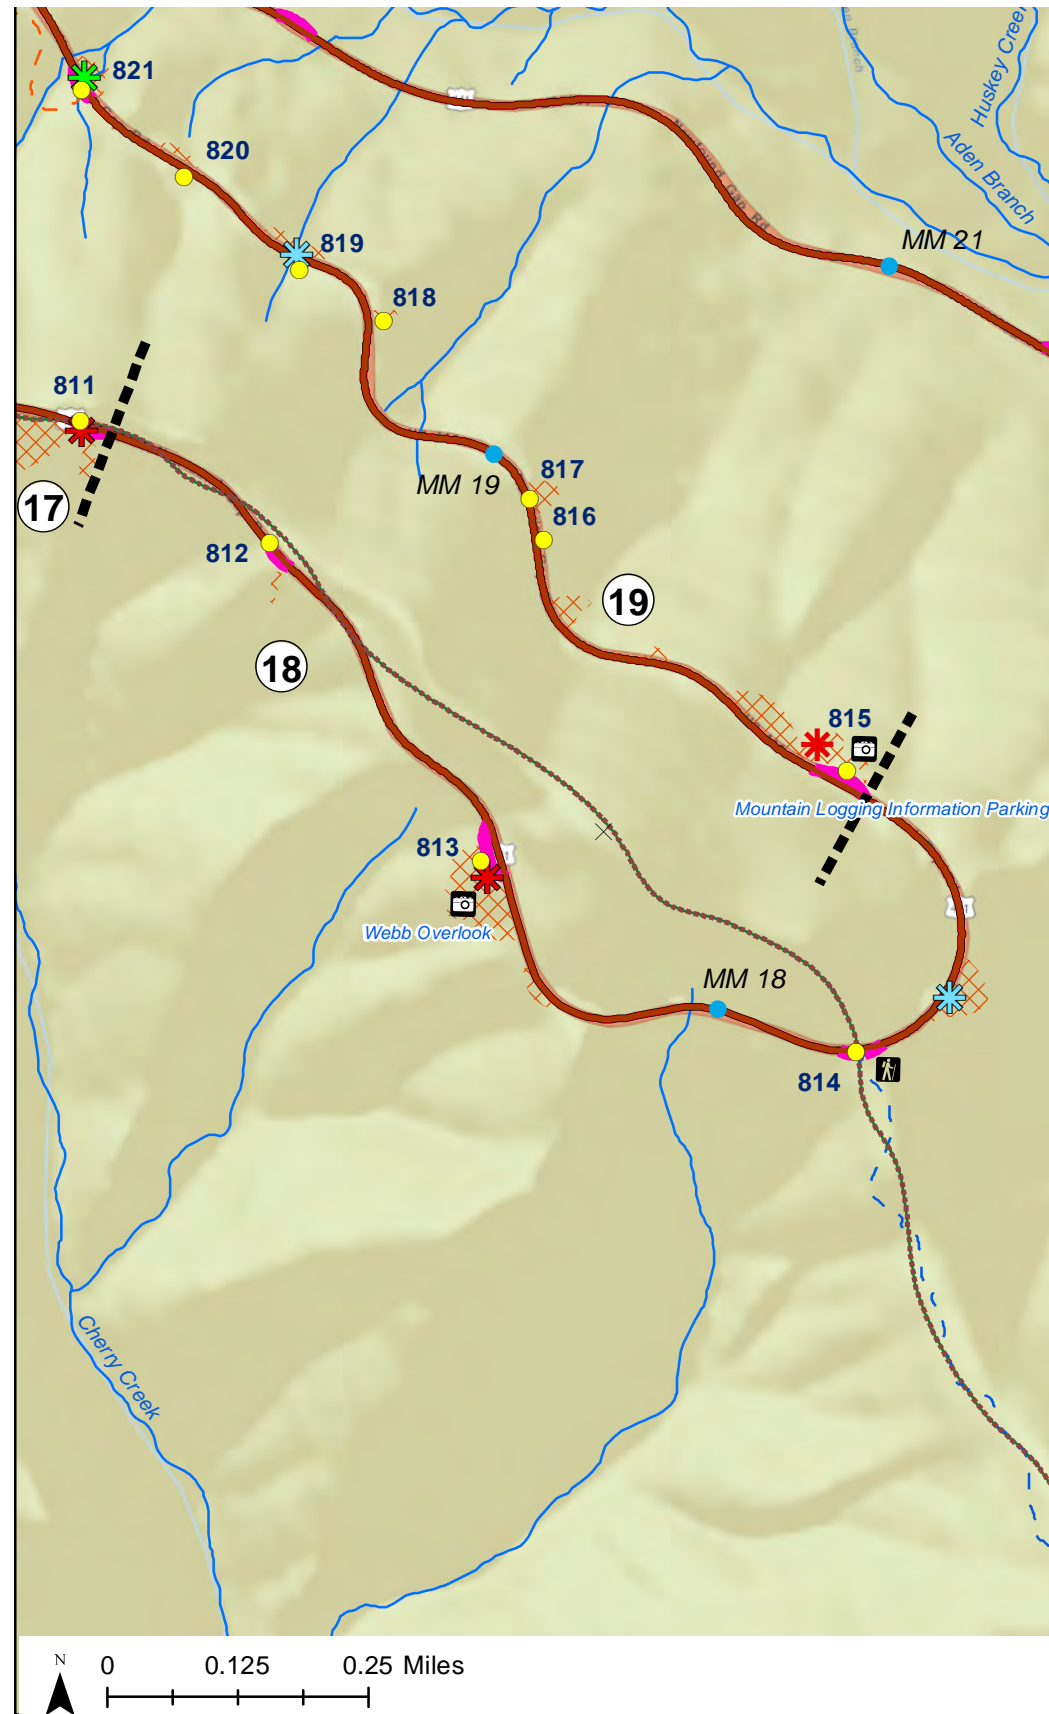 Huskey Creek
Aden Branch
821
820
819
MM 21
818
811
817
MM 19
816
17
812
19
18
815
Mountain Logging Information Parking
813
Webb Overlook
MM 18
814
Cherry Creek
N
0 0.125 0.25 Miles